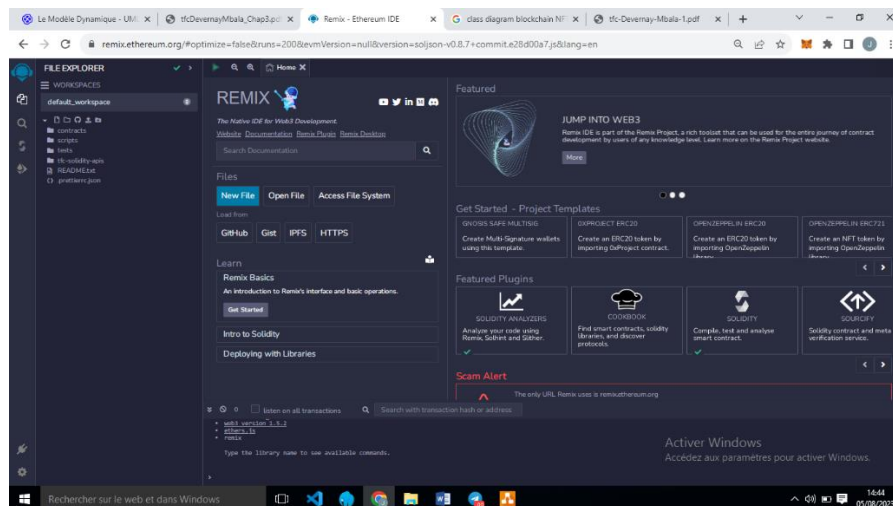 Le Modèle Dynamique - UM
tfcDevernayMbala_Chap3.pd
Remix - Ethereum IDE
class diagram blockchain NF
tfc-Devernay-Mbala-1.pdf
remix.ethereum.org/#optimize=false&runs=200&evmVersion=null&version=soljson-v0.8.7+commit.e28d00a7.js&lang=en
FILE EXPLORER
WORKSPACES
default_workspace
contracts
scripts
tests
tfc-solidity-apis
README.txt
.prettierrc.json
Home
REMIX
The Native IDE for Web3 Development.
Website Documentation Remix Plugin Remix Desktop
Search Documentation
Files
New File Open File Access File System
Load from
GitHub Gist IPFS HTTPS
Learn
Remix Basics
An introduction to Remix's interface and basic operations.
Get Started
Intro to Solidity
Deploying with Libraries
Featured
JUMP INTO WEB3
Remix IDE is part of the Remix Project, a rich toolset that can be used for the entire journey of contract
development by users of any knowledge level. Learn more on the Remix Project website.
More
Get Started - Project Templates
GNOSIS SAFE MULTISIG
Create Multi-Signature wallets
using this template.
0XPROJECT ERC20
Create an ERC20 token by
importing 0xProject contract.
OPENZEPPELIN ERC20
Create an ERC20 token by
importing OpenZeppelin
library.
OPENZEPPELIN ERC721
Create an NFT token by
importing OpenZeppelin
library.
Featured Plugins
SOLIDITY ANALYZERS
Analyze your code using
Remix, Solhint and Slither.
COOKBOOK
Find smart contracts, solidity
libraries, and discover
protocols.
SOLIDITY
Compile, test and analyse
smart contract.
SOURCIFY
Solidity contract and meta
verification service.
Scam Alert
The only URL Remix uses is remix.ethereum.org
0 listen on all transactions Search with transaction hash or address
web3 version 1.5.2
ethers.js
remix
Type the library name to see available commands.
>
Activer Windows
Accédez aux paramètres pour activer Windows.
Rechercher sur le web et dans Windows
14:44
05/08/2023